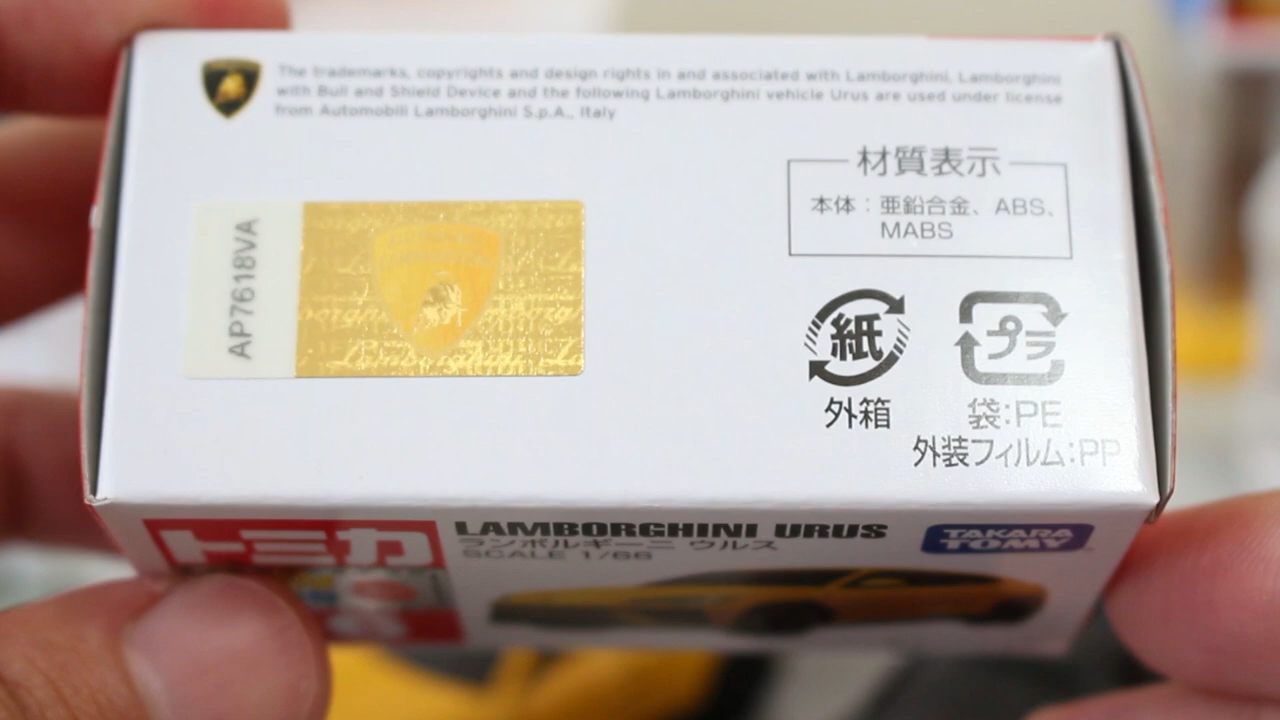 The trademarks, copyrights and design rights in and associated with Lamborghini, Lamborghini
with Bull and Shield Device and the following Lamborghini vehicle Urus are used under license
from Automobili Lamborghini S.p.A., Italy
材質表示
本体:亜鉛合金、ABS、
MABS
AP7618VA
紙
プラ
外箱
袋:PE
外装フィルム:PP
トミカ
LAMBORGHINI URUS
ランボルギーニ ウルス
SCALE 1/66
TAKARA
TOMY